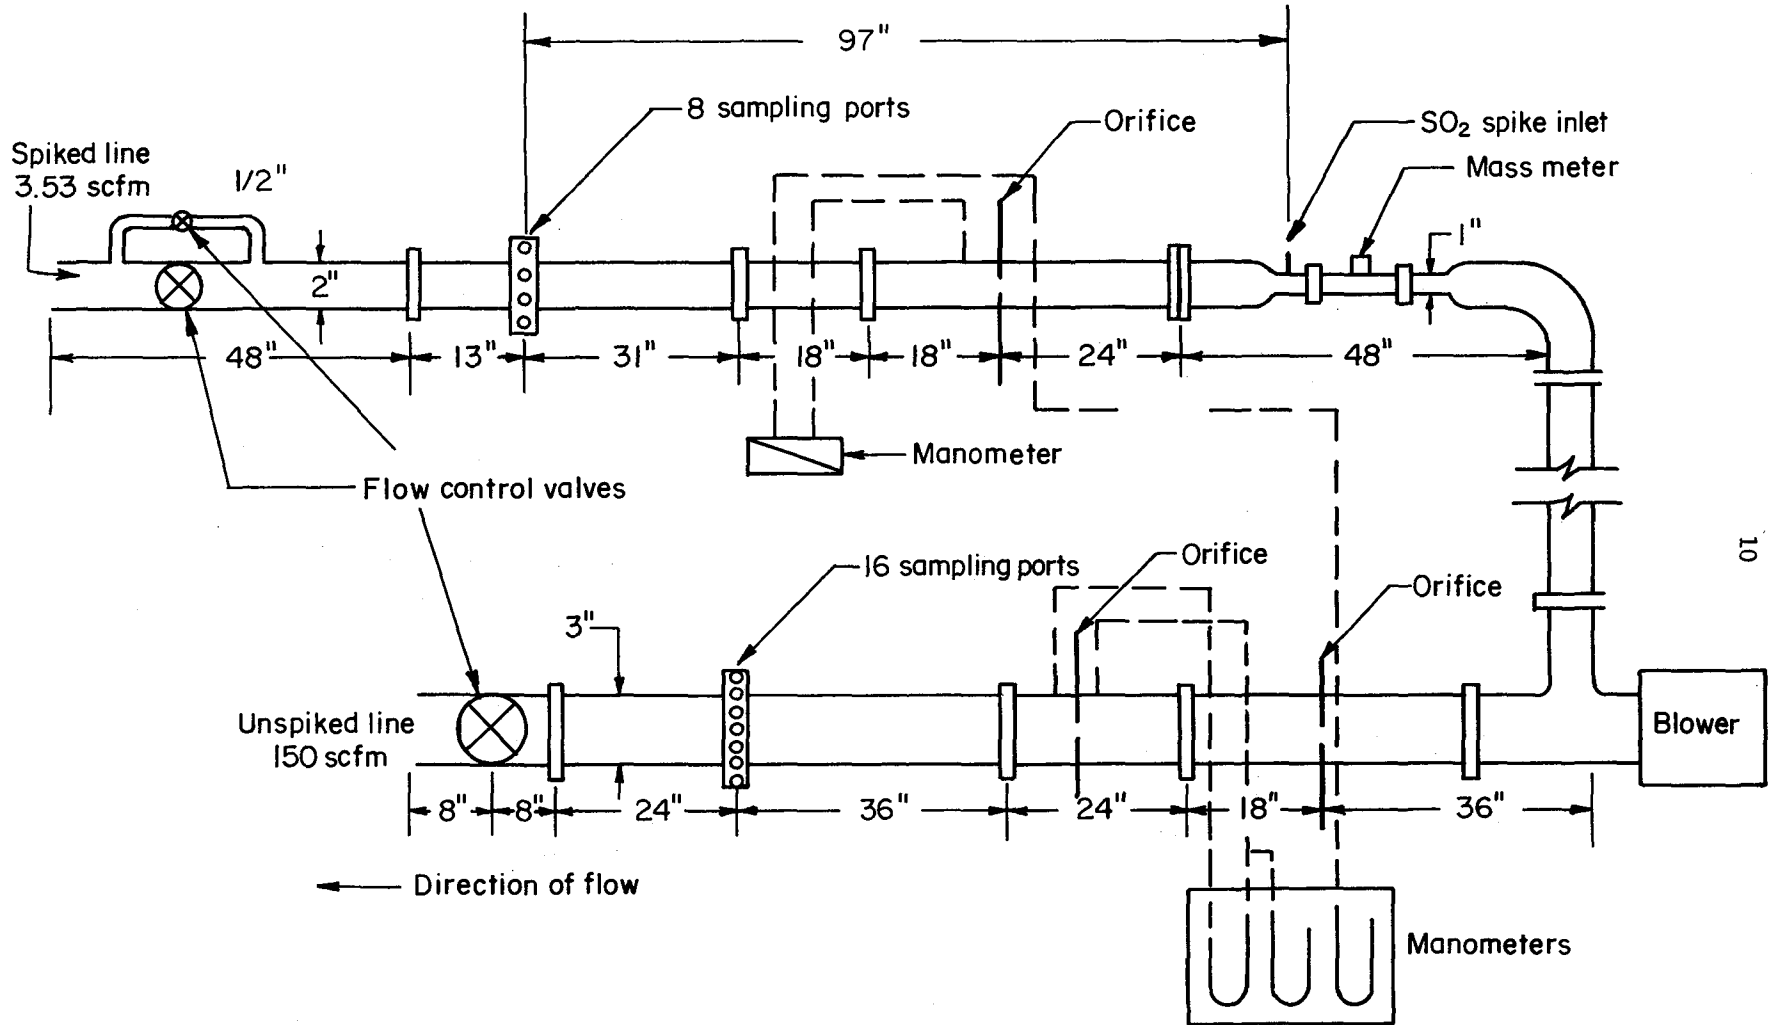 97"
8 sampling ports
Orifice
SO₂ spike inlet
Mass meter
Spiked line
3.53 scfm
1/2"
1"
2"
48"
13"
31"
18"
18"
24"
48"
Manometer
Flow control valves
10
16 sampling ports
Orifice
Orifice
3"
Unspiked line
150 scfm
Blower
8"
8"
24"
36"
24"
18"
36"
Direction of flow
Manometers